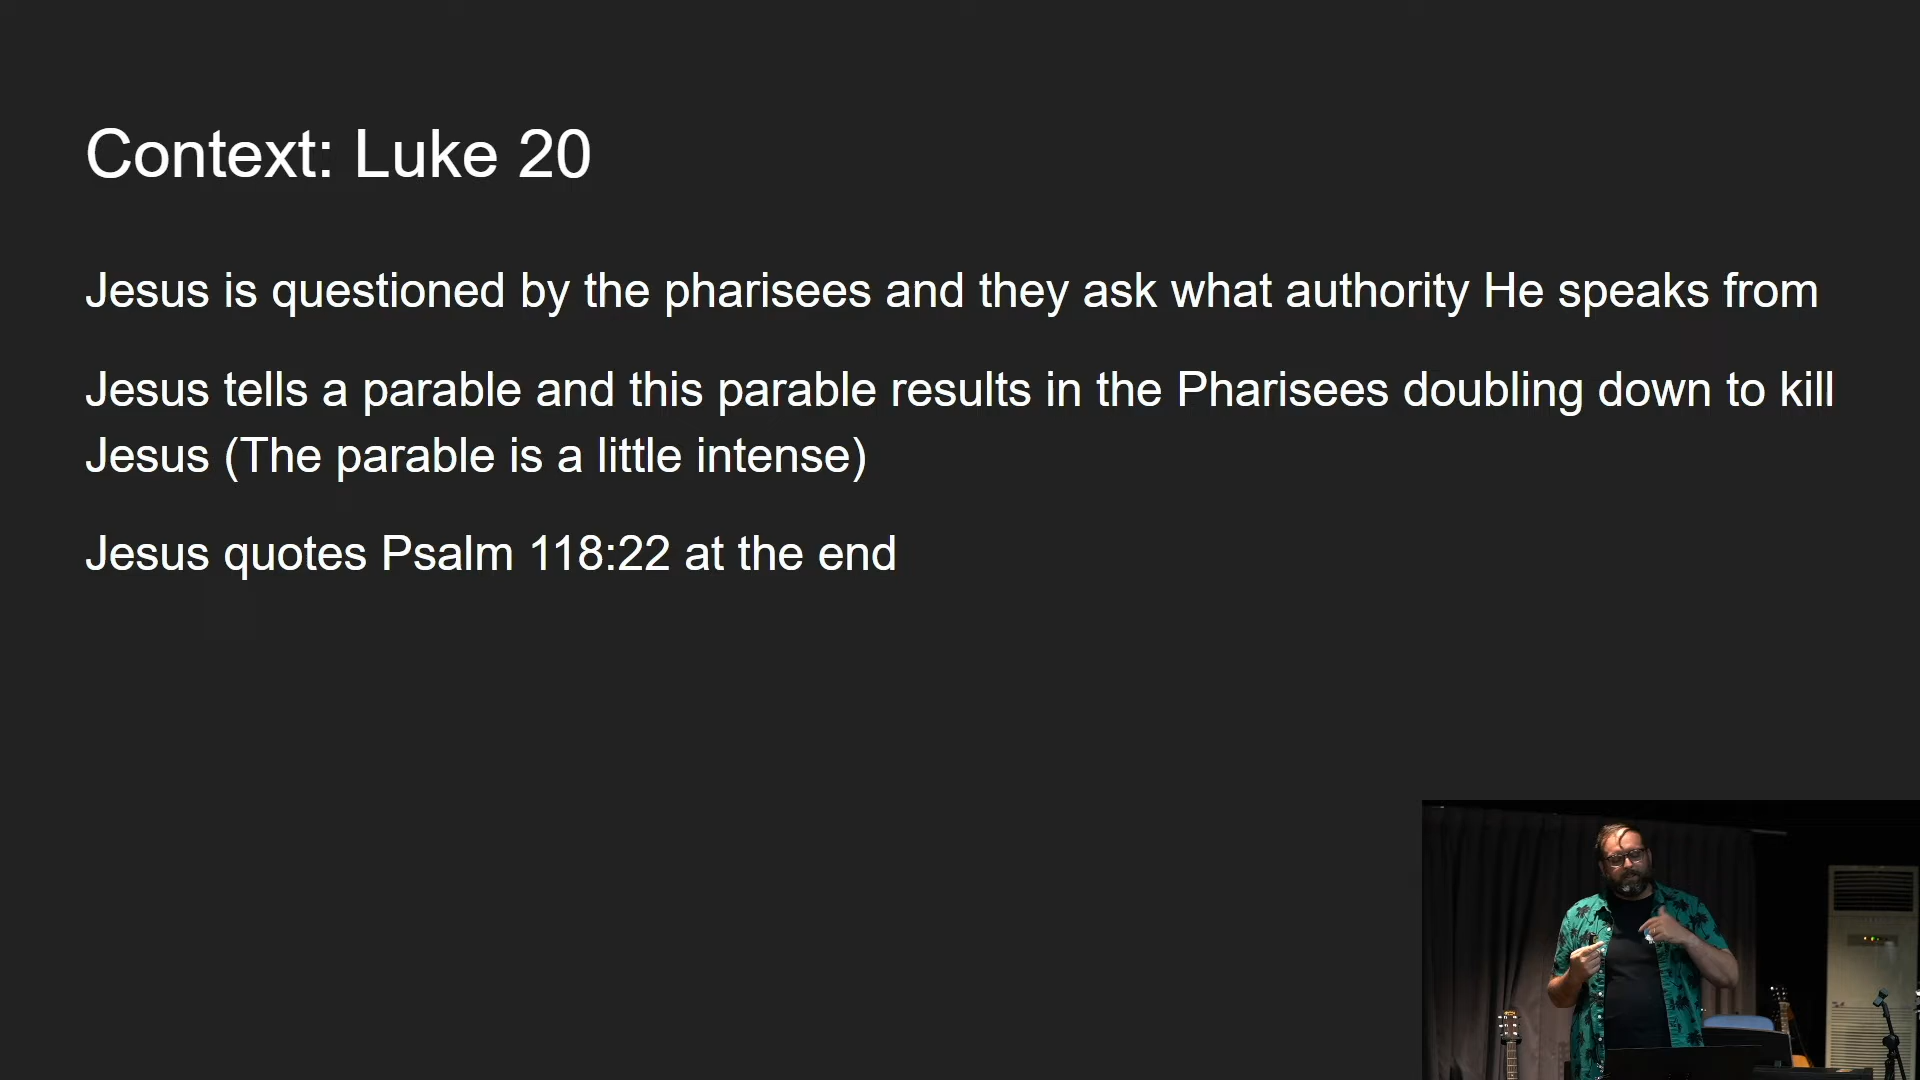 Context: Luke 20
Jesus is questioned by the pharisees and they ask what authority He speaks from
Jesus tells a parable and this parable results in the Pharisees doubling down to kill
Jesus (The parable is a little intense)
Jesus quotes Psalm 118:22 at the end